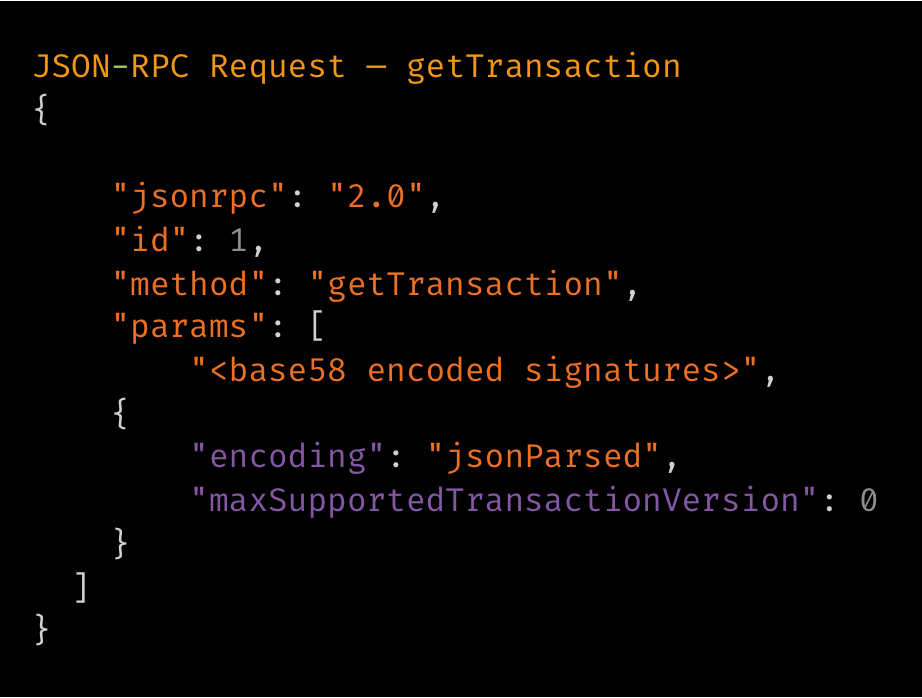 JSON-RPC Request — getTransaction
{
"jsonrpc": "2.0",
"id": 1,
"method": "getTransaction",
"params": [
"<base58 encoded signatures>",
{
"encoding": "jsonParsed",
"maxSupportedTransactionVersion": 0
}
]
}